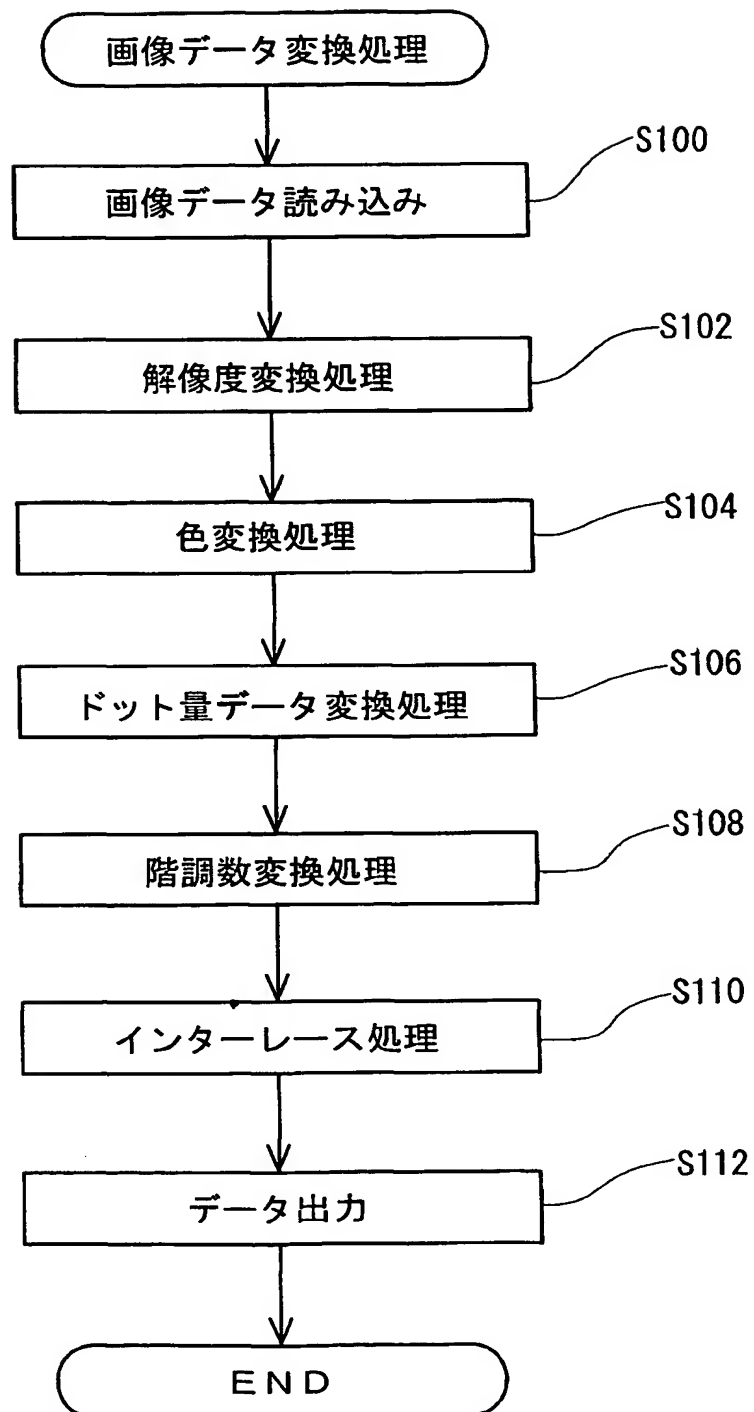 画像データ変換処理
S100
画像データ読み込み
S102
解像度変換処理
S104
色変換処理
S106
ドット量データ変換処理
S108
階調数変換処理
S110
インターレース処理
S112
データ出力
END